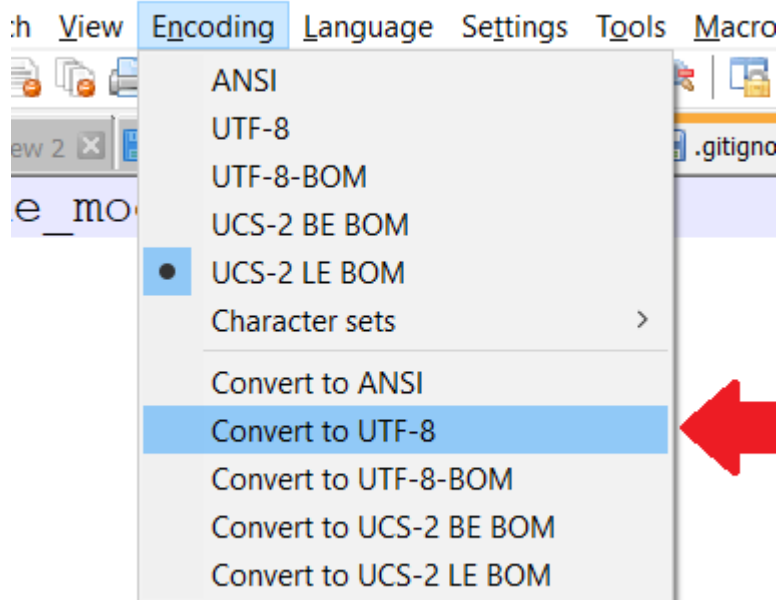 View Encoding Language Settings Tools Macro
ANSI
2
UTF-8
.gitigno
UTF-8-BOM
UCS-2 BE BOM
UCS-2 LE BOM
Character sets
Convert to ANSI
Convert to UTF-8
Convert to UTF-8-BOM
Convert to UCS-2 BE BOM
Convert to UCS-2 LE BOM